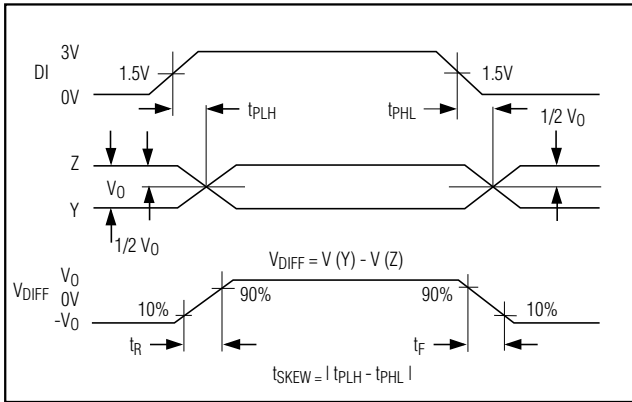 3V
DI
1.5V
1.5V
0V
tPLH
tPHL
1/2 VO
Z
VO
Y
1/2 VO
VDIFF = V (Y) - V (Z)
VO
VDIFF 0V
-VO
10%
90%
90%
10%
tR
tF
tSKEW = | tPLH - tPHL |